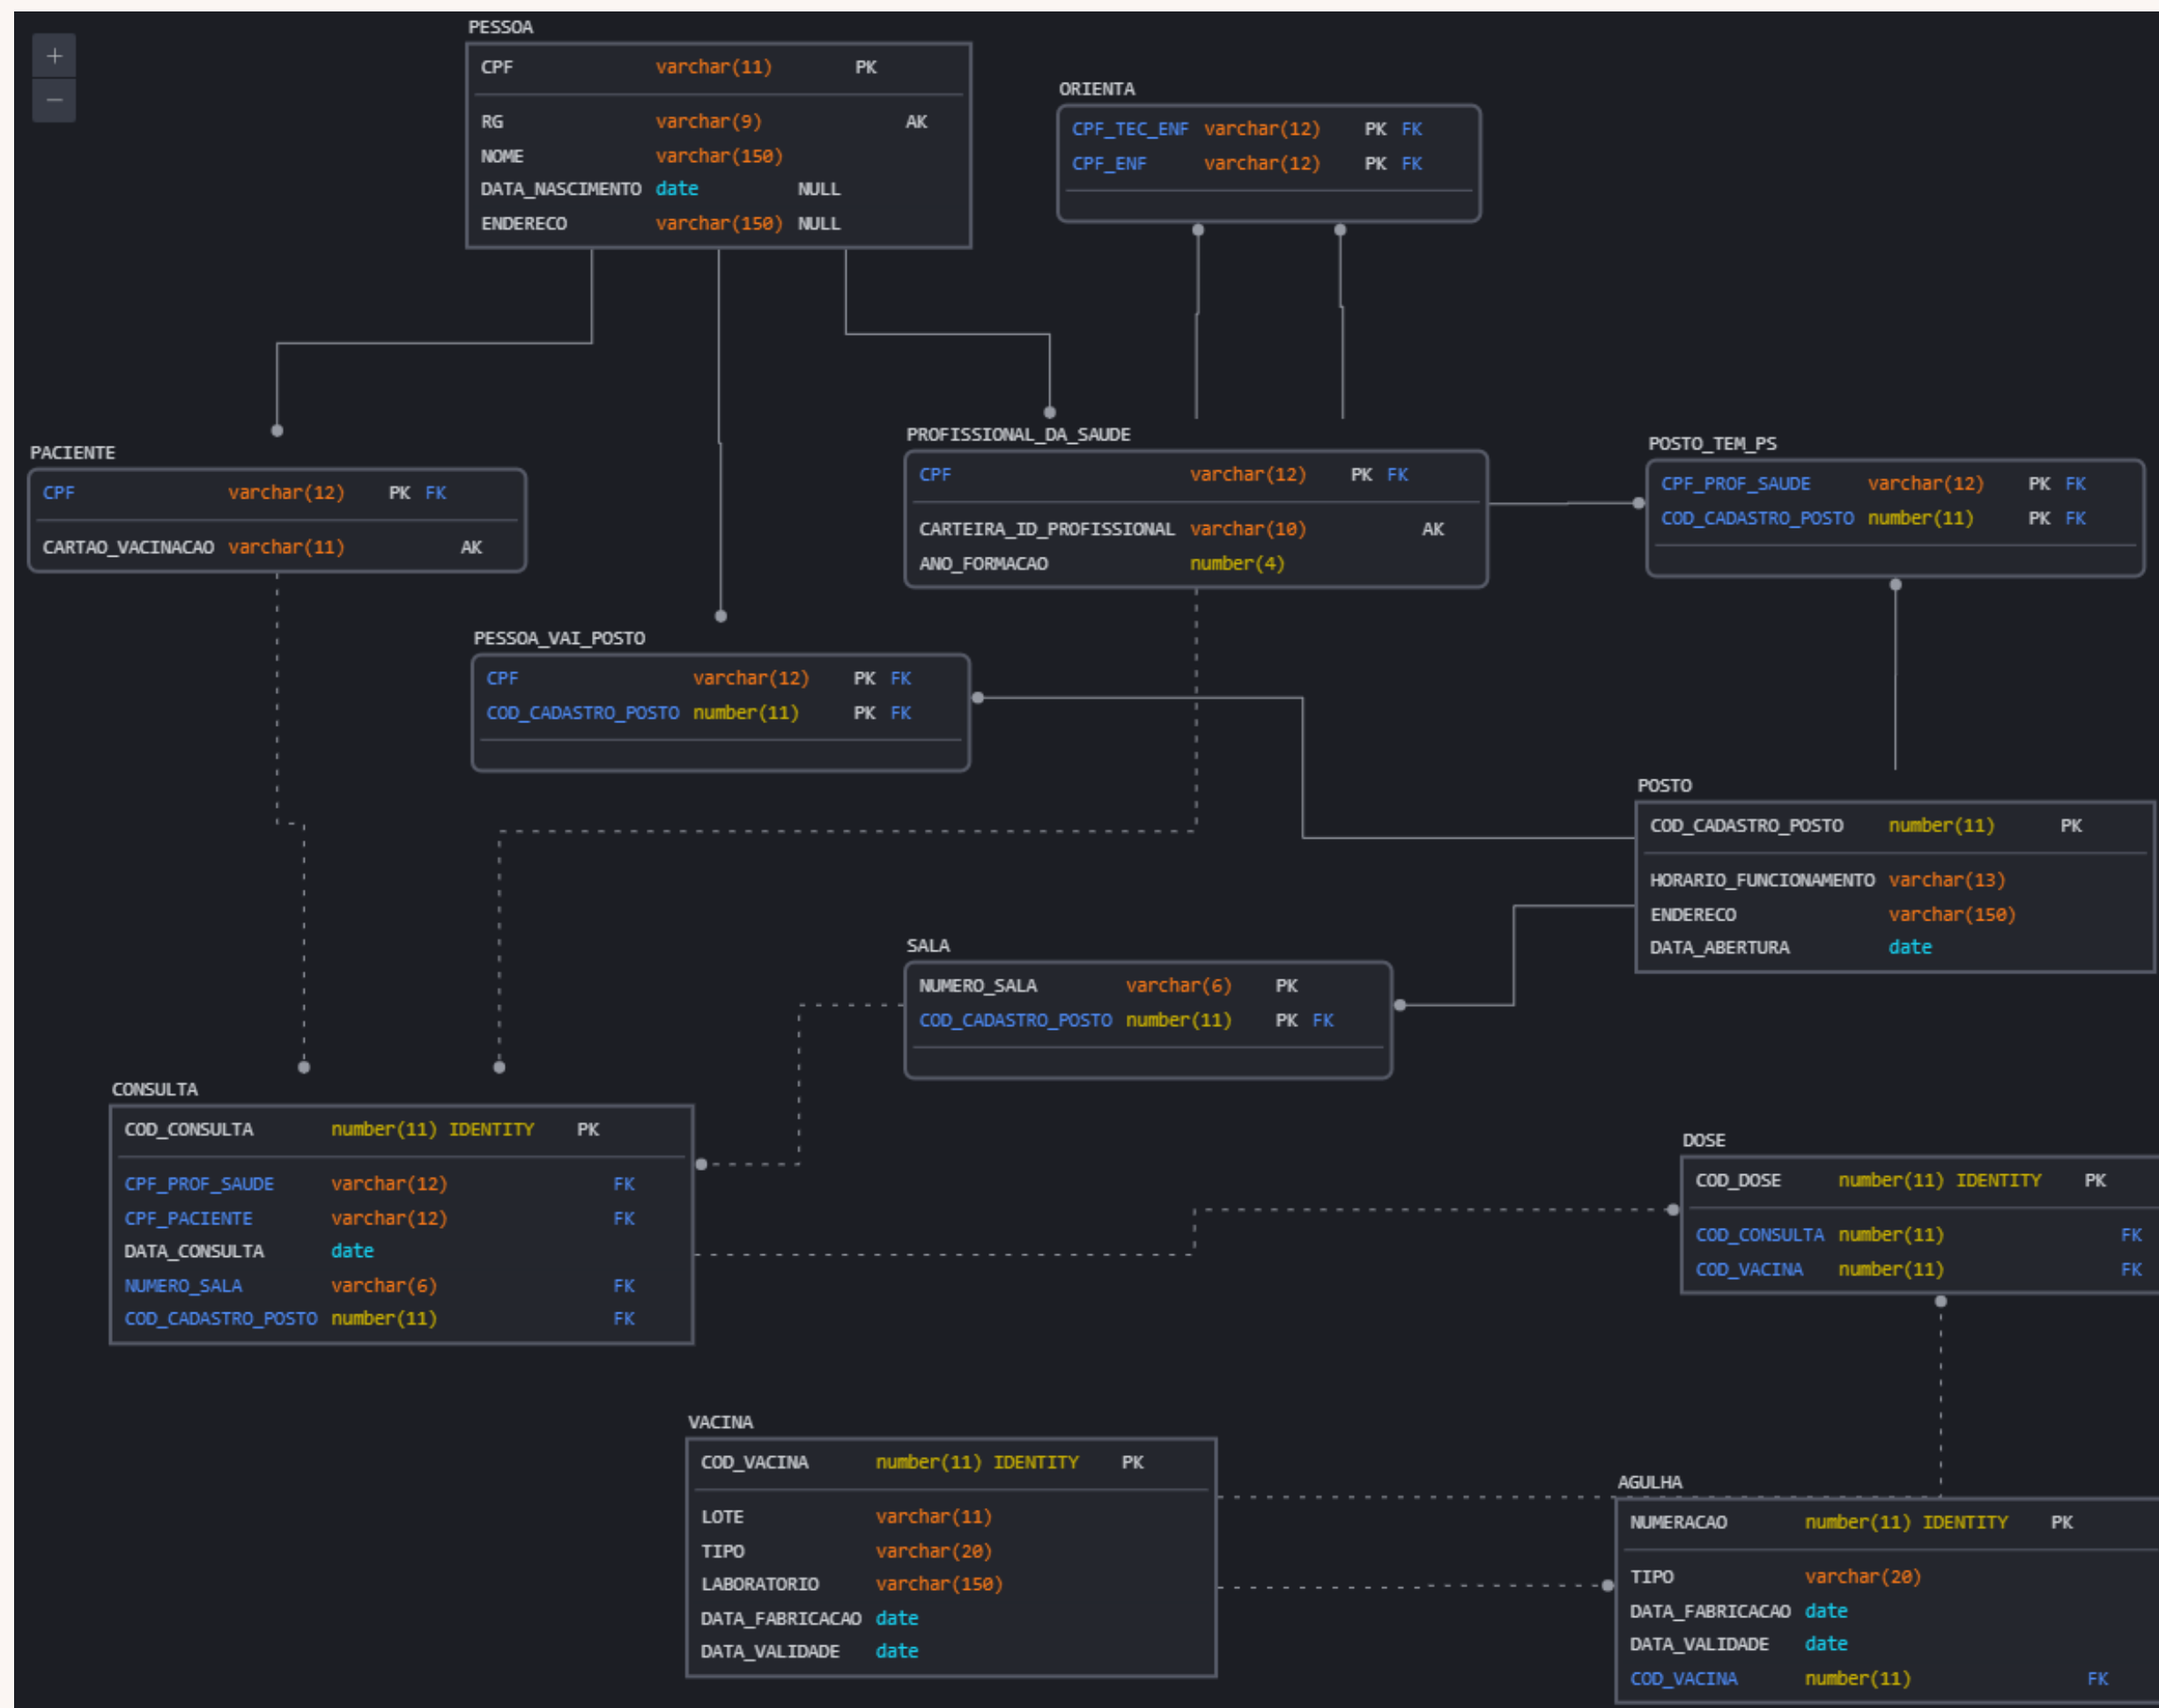 +
−
PESSOA
CPF varchar(11) PK
RG varchar(9) AK
NOME varchar(150)
DATA_NASCIMENTO date NULL
ENDERECO varchar(150) NULL
ORIENTA
CPF_TEC_ENF varchar(12) PK FK
CPF_ENF varchar(12) PK FK
PACIENTE
CPF varchar(12) PK FK
CARTAO_VACINACAO varchar(11) AK
PROFISSIONAL_DA_SAUDE
CPF varchar(12) PK FK
CARTEIRA_ID_PROFISSIONAL varchar(10) AK
ANO_FORMACAO number(4)
POSTO_TEM_PS
CPF_PROF_SAUDE varchar(12) PK FK
COD_CADASTRO_POSTO number(11) PK FK
PESSOA_VAI_POSTO
CPF varchar(12) PK FK
COD_CADASTRO_POSTO number(11) PK FK
POSTO
COD_CADASTRO_POSTO number(11) PK
HORARIO_FUNCIONAMENTO varchar(13)
ENDERECO varchar(150)
DATA_ABERTURA date
SALA
NUMERO_SALA varchar(6) PK
COD_CADASTRO_POSTO number(11) PK FK
CONSULTA
COD_CONSULTA number(11) IDENTITY PK
CPF_PROF_SAUDE varchar(12) FK
CPF_PACIENTE varchar(12) FK
DATA_CONSULTA date
NUMERO_SALA varchar(6) FK
COD_CADASTRO_POSTO number(11) FK
DOSE
COD_DOSE number(11) IDENTITY PK
COD_CONSULTA number(11) FK
COD_VACINA number(11) FK
VACINA
COD_VACINA number(11) IDENTITY PK
LOTE varchar(11)
TIPO varchar(20)
LABORATORIO varchar(150)
DATA_FABRICACAO date
DATA_VALIDADE date
AGULHA
NUMERACAO number(11) IDENTITY PK
TIPO varchar(20)
DATA_FABRICACAO date
DATA_VALIDADE date
COD_VACINA number(11) FK